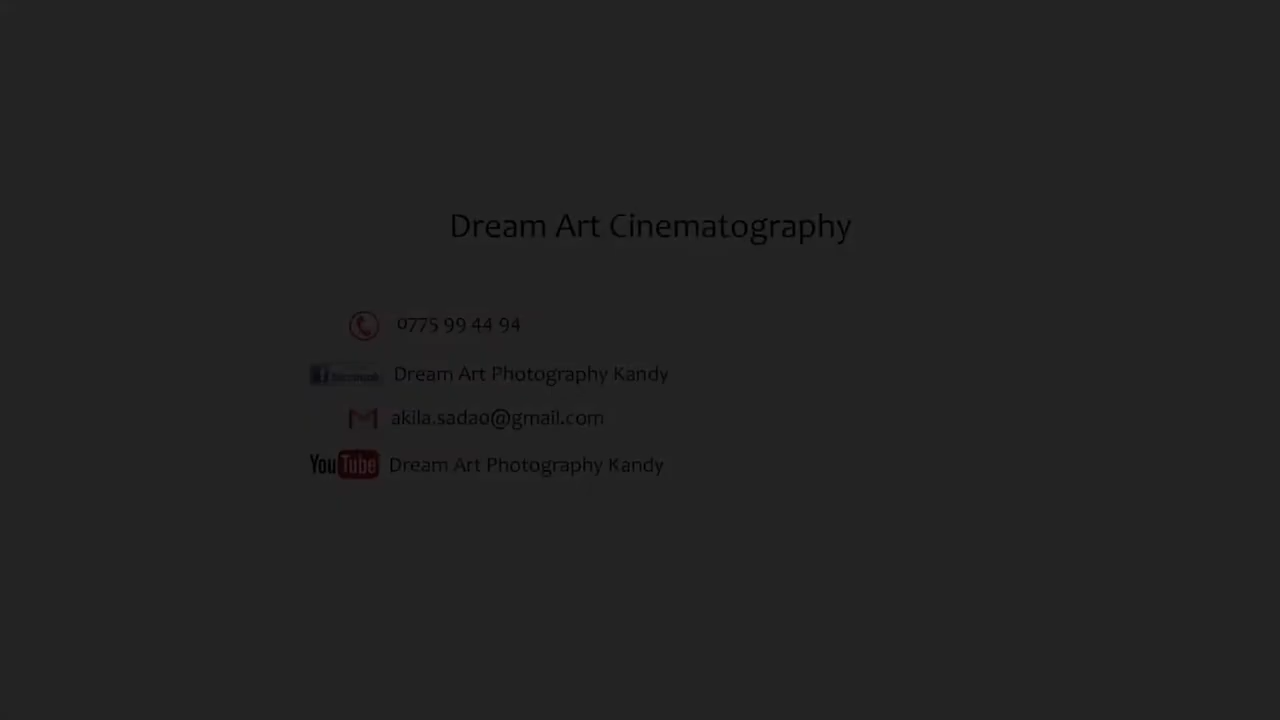 Dream Art Cinematography
0775 99 44 94
facebook Dream Art Photography Kandy
akila.sadao@gmail.com
YouTube Dream Art Photography Kandy